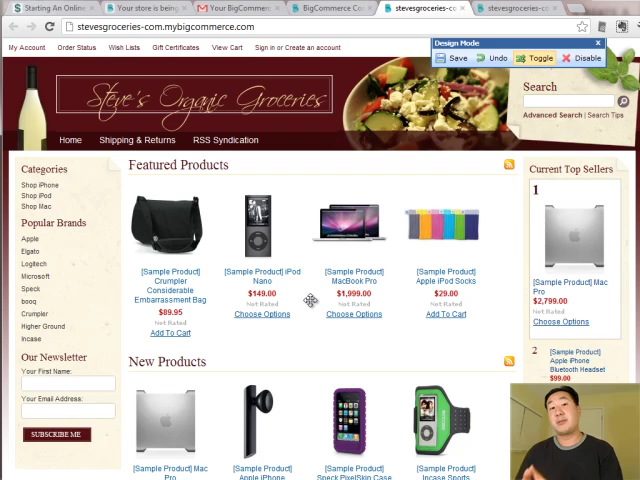 Starting An Online
Your store is being
Your BigCommerc
BigCommerce Con
stevesgroceries-co
stevesgroceries-co
stevesgroceries-com.mybigcommerce.com
My Account Order Status Wish Lists Gift Certificates View Cart Sign in or Create an account
Design Mode
Save Undo Toggle Disable
Steve's Organic Groceries
Search
Advanced Search | Search Tips
Home Shipping & Returns RSS Syndication
Categories
Shop iPhone
Shop iPod
Shop Mac
Popular Brands
Apple
Elgato
Logitech
Microsoft
Speck
booq
Crumpler
Higher Ground
Incase
Our Newsletter
Your First Name:
Your Email Address:
SUBSCRIBE ME
Featured Products
[Sample Product]
Crumpler
Considerable
Embarrassment Bag
$89.95
Not Rated
Add To Cart
[Sample Product] iPod
Nano
$149.00
Not Rated
Choose Options
[Sample Product]
MacBook Pro
$1,999.00
Not Rated
Choose Options
[Sample Product]
Apple iPod Socks
$29.00
Not Rated
Add To Cart
New Products
[Sample Product] Mac
Pro
[Sample Product]
Apple iPhone
[Sample Product]
Speck PixelSkin Case
[Sample Product]
Incase Sports
Current Top Sellers
1
[Sample Product] Mac
Pro
$2,799.00
Not Rated
Choose Options
2
[Sample Product]
Apple iPhone
Bluetooth Headset
$99.00